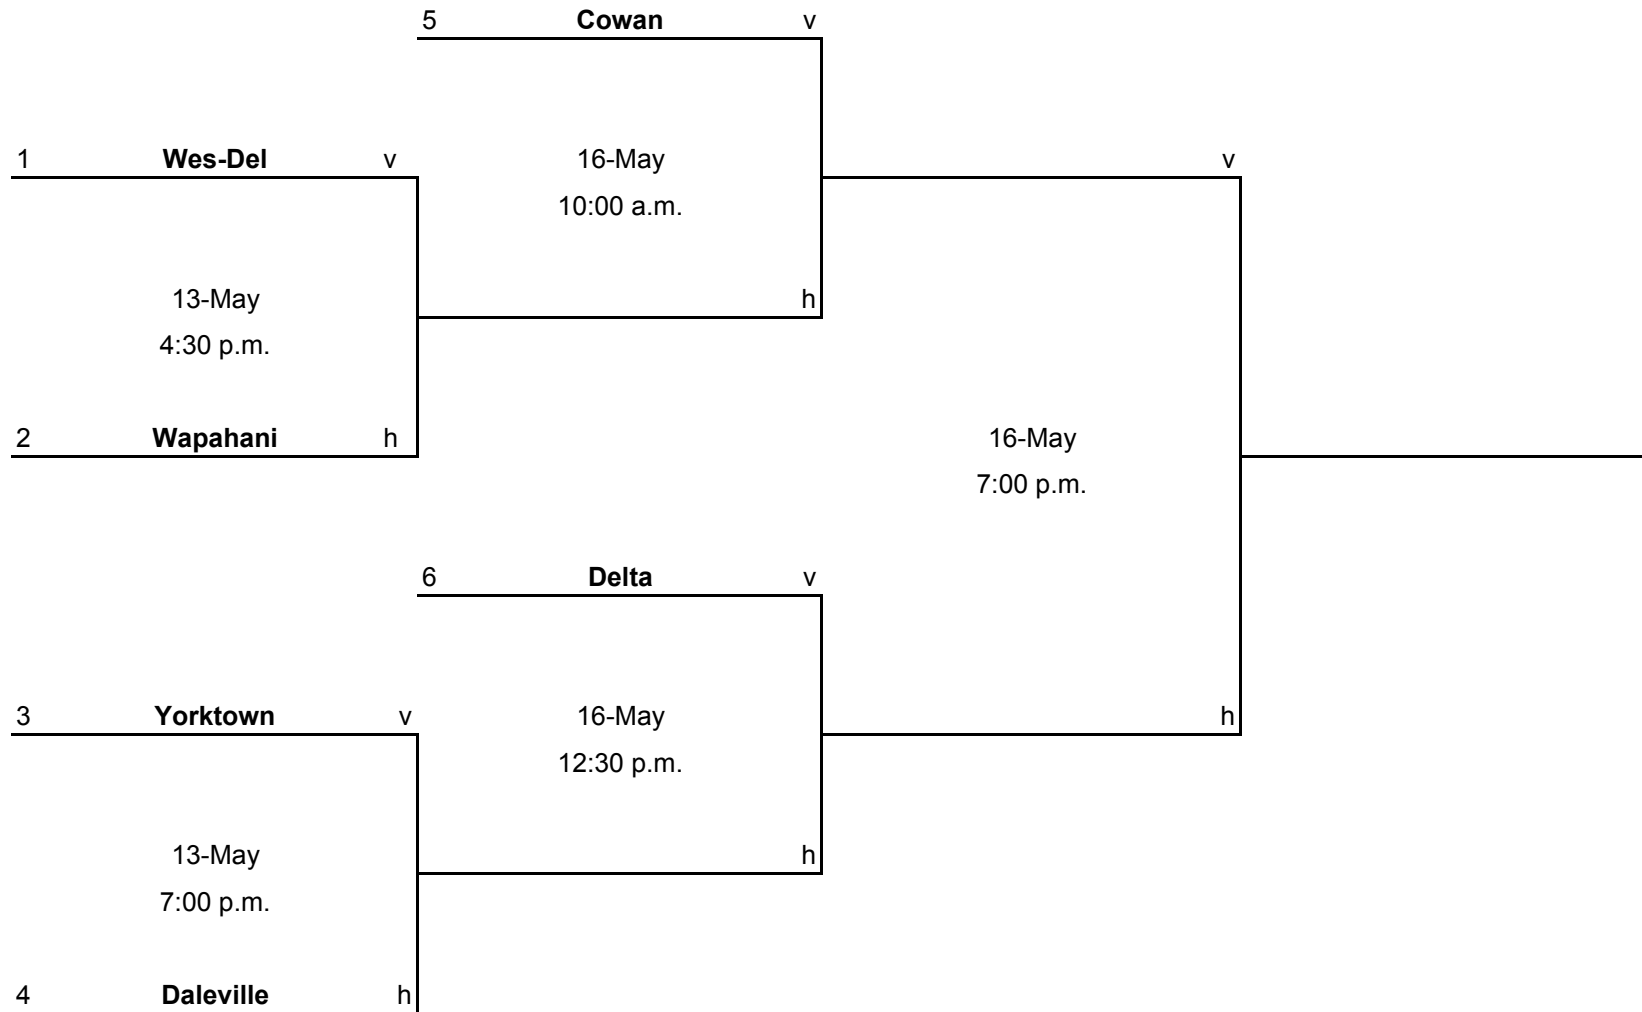 5 Cowan v
1 Wes-Del v 16-May v
10:00 a.m.
13-May h
4:30 p.m.
2 Wapahani h 16-May
7:00 p.m.
6 Delta v
3 Yorktown v 16-May h
12:30 p.m.
13-May h
7:00 p.m.
4 Daleville h